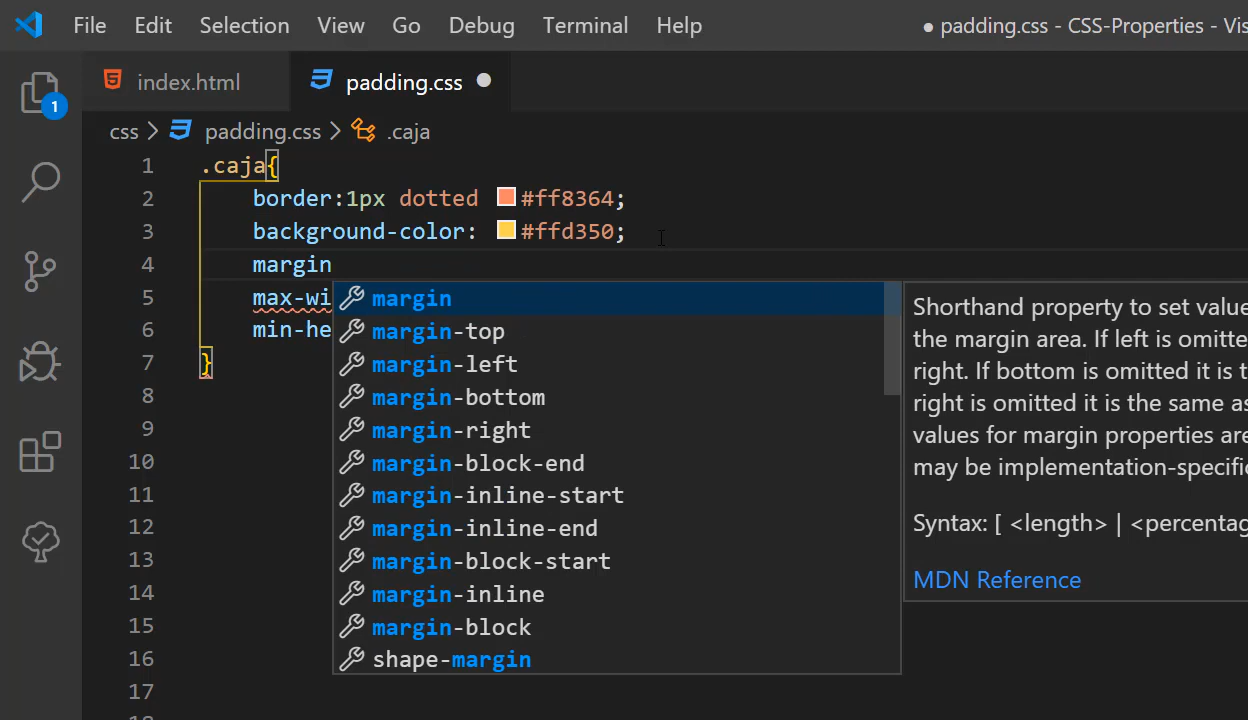 File Edit Selection View Go Debug Terminal Help ● padding.css - CSS-Properties - Vis
index.html padding.css
1
css > padding.css > .caja
1 .caja{
2 border:1px dotted #ff8364;
3 background-color: #ffd350;
4 margin
5 max-wi
6 min-he
7 }
8
9
10
11
12
13
14
15
16
17
margin
margin-top
margin-left
margin-bottom
margin-right
margin-block-end
margin-inline-start
margin-inline-end
margin-block-start
margin-inline
margin-block
shape-margin
Shorthand property to set value
the margin area. If left is omitte
right. If bottom is omitted it is t
right is omitted it is the same as
values for margin properties are
may be implementation-specific
Syntax: [ <length> | <percentag
MDN Reference